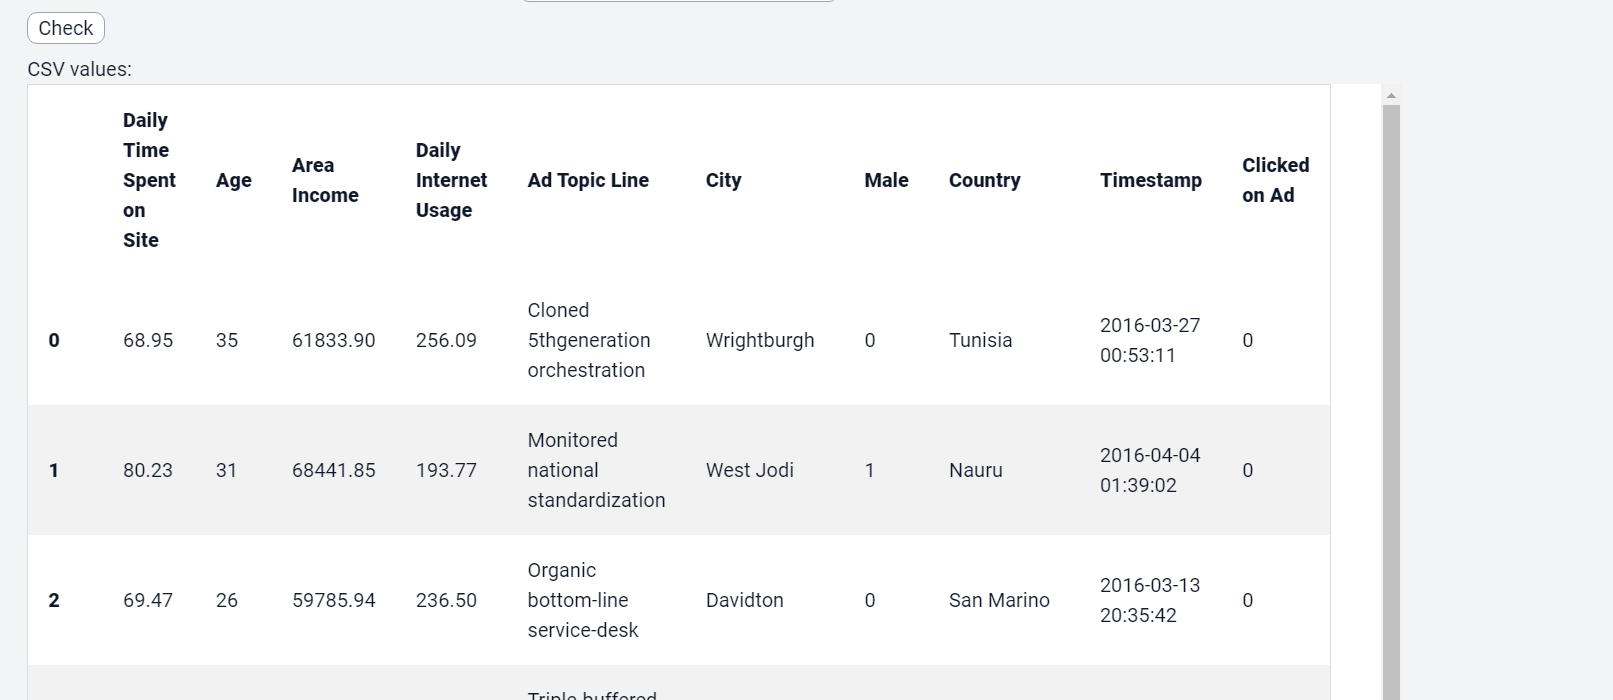 Check
CSV values:
Daily Time Spent on Site Age Area Income Daily Internet Usage Ad Topic Line City Male Country Timestamp Clicked on Ad
0 68.95 35 61833.90 256.09 Cloned 5thgeneration orchestration Wrightburgh 0 Tunisia 2016-03-27 00:53:11 0
1 80.23 31 68441.85 193.77 Monitored national standardization West Jodi 1 Nauru 2016-04-04 01:39:02 0
2 69.47 26 59785.94 236.50 Organic bottom-line service-desk Davidton 0 San Marino 2016-03-13 20:35:42 0
Triple buffered